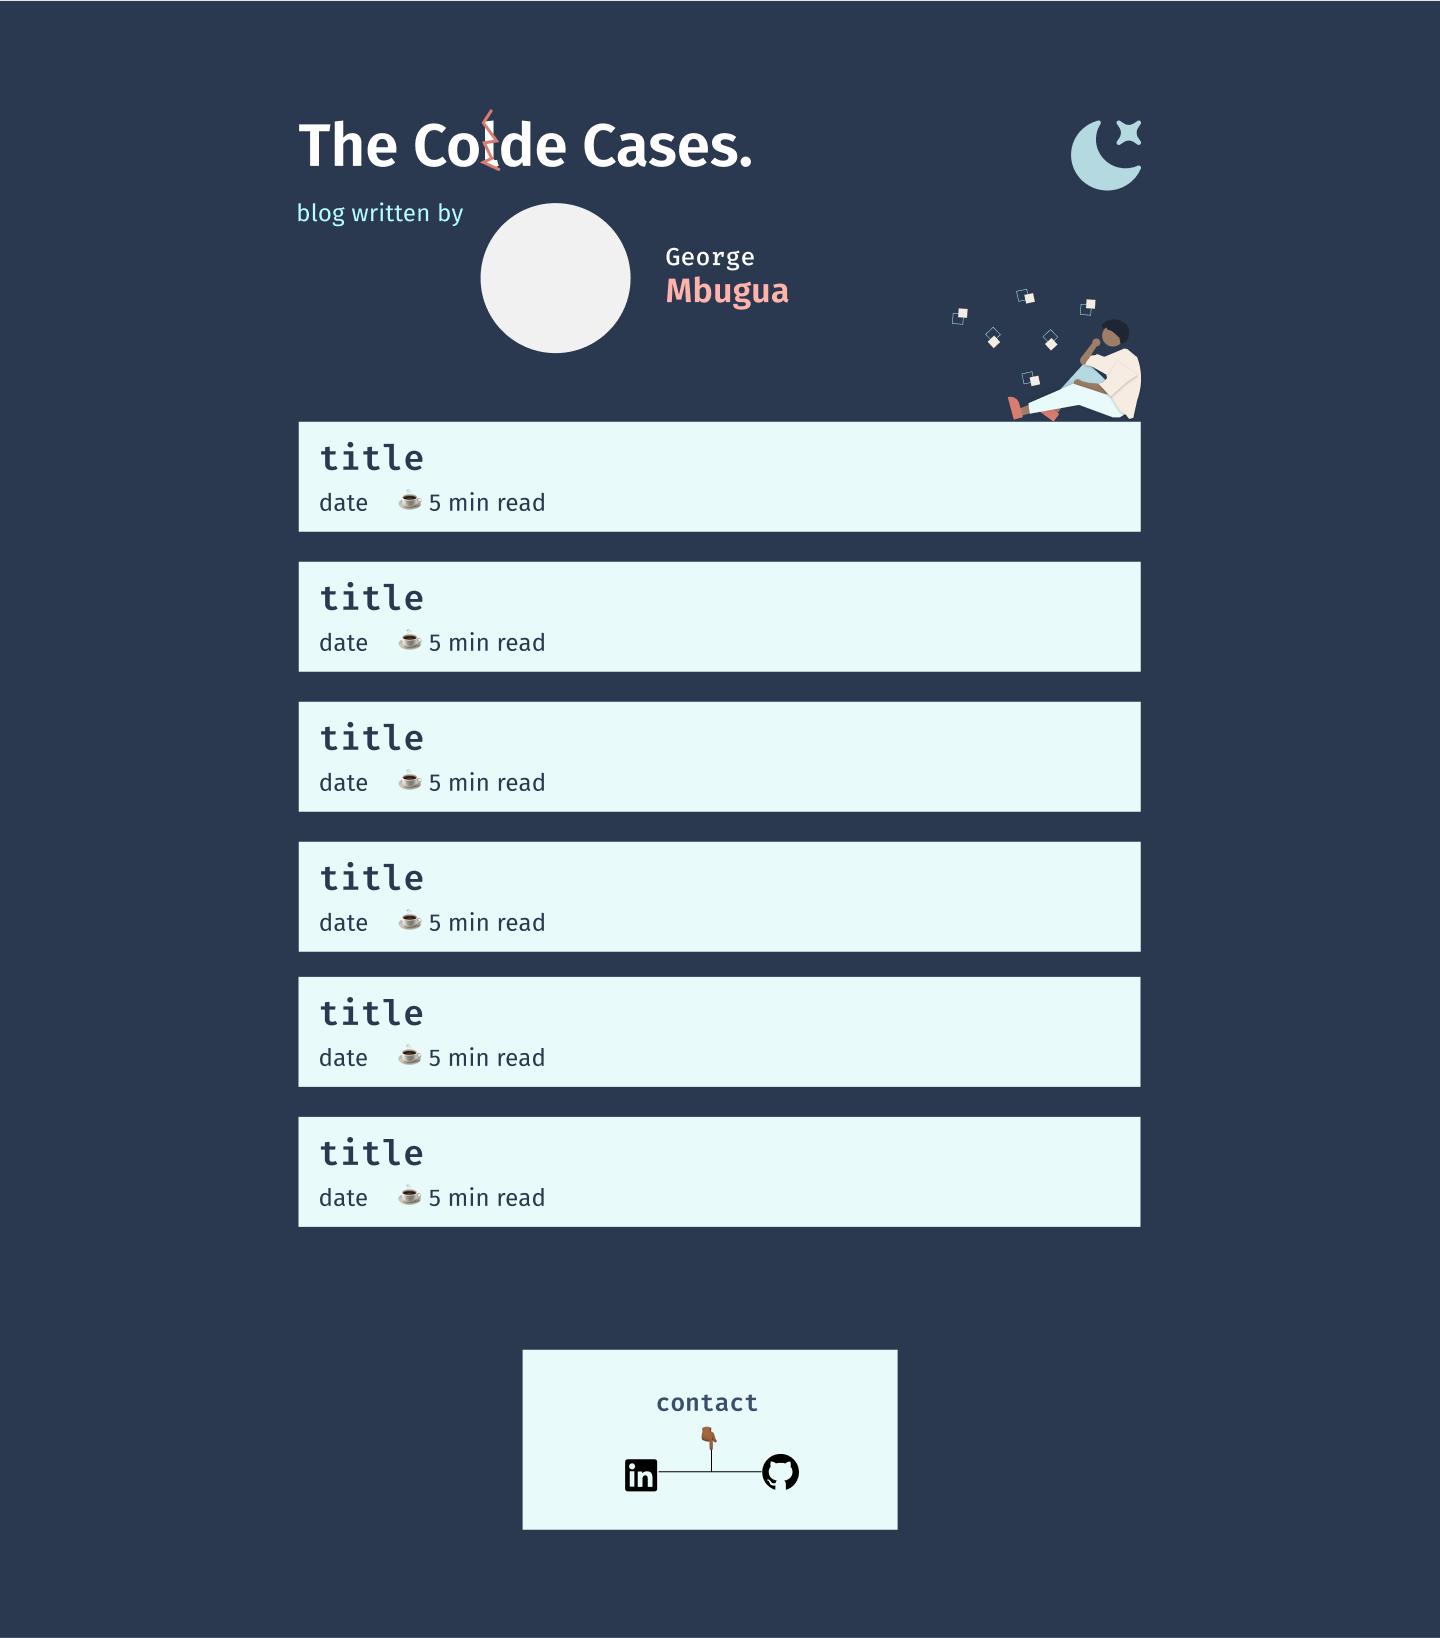 The Colde Cases.
blog written by
George
Mbugua
title
date ☕ 5 min read
title
date ☕ 5 min read
title
date ☕ 5 min read
title
date ☕ 5 min read
title
date ☕ 5 min read
title
date ☕ 5 min read
contact
in